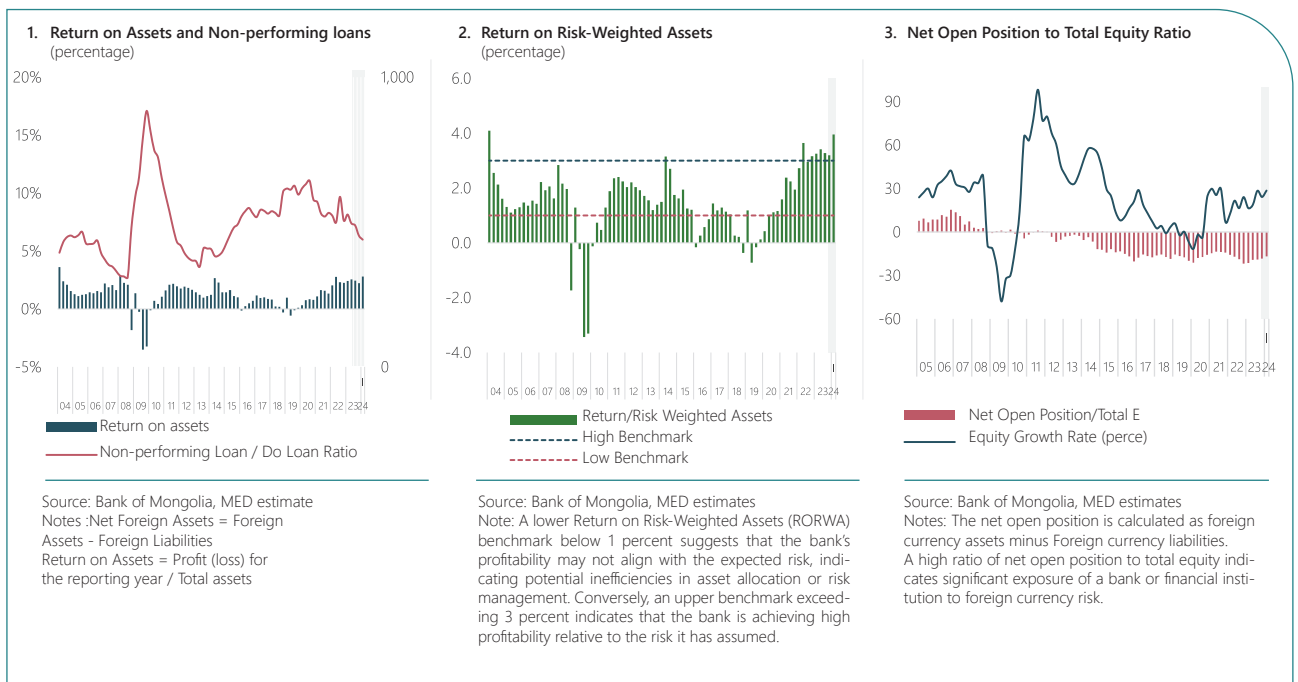 1. Return on Assets and Non-performing loans
(percentage)
20%
15%
10%
5%
0%
-5%
1,000
0
04 05 06 07 08 09 10 11 12 13 14 15 16 17 18 19 20 21 22 23 24
Return on assets
Non-performing Loan / Do Loan Ratio
Source: Bank of Mongolia, MED estimate
Notes :Net Foreign Assets = Foreign
Assets - Foreign Liabilities
Return on Assets = Profit (loss) for
the reporting year / Total assets
2. Return on Risk-Weighted Assets
(percentage)
6.0
4.0
2.0
0.0
-2.0
-4.0
04 05 06 07 08 09 10 11 12 13 14 15 16 17 18 19 20 21 22 23 24
Return/Risk Weighted Assets
High Benchmark
Low Benchmark
Source: Bank of Mongolia, MED estimates
Note: A lower Return on Risk-Weighted Assets (RORWA)
benchmark below 1 percent suggests that the bank's
profitability may not align with the expected risk, indi-
cating potential inefficiencies in asset allocation or risk
management. Conversely, an upper benchmark exceed-
ing 3 percent indicates that the bank is achieving high
profitability relative to the risk it has assumed.
3. Net Open Position to Total Equity Ratio
90
60
30
0
-30
-60
05 06 07 08 09 10 11 12 13 14 15 16 17 18 19 20 21 22 23 24
I
Net Open Position/Total E
Equity Growth Rate (perce)
Source: Bank of Mongolia, MED estimates
Notes: The net open position is calculated as foreign
currency assets minus Foreign currency liabilities.
A high ratio of net open position to total equity indi-
cates significant exposure of a bank or financial insti-
tution to foreign currency risk.